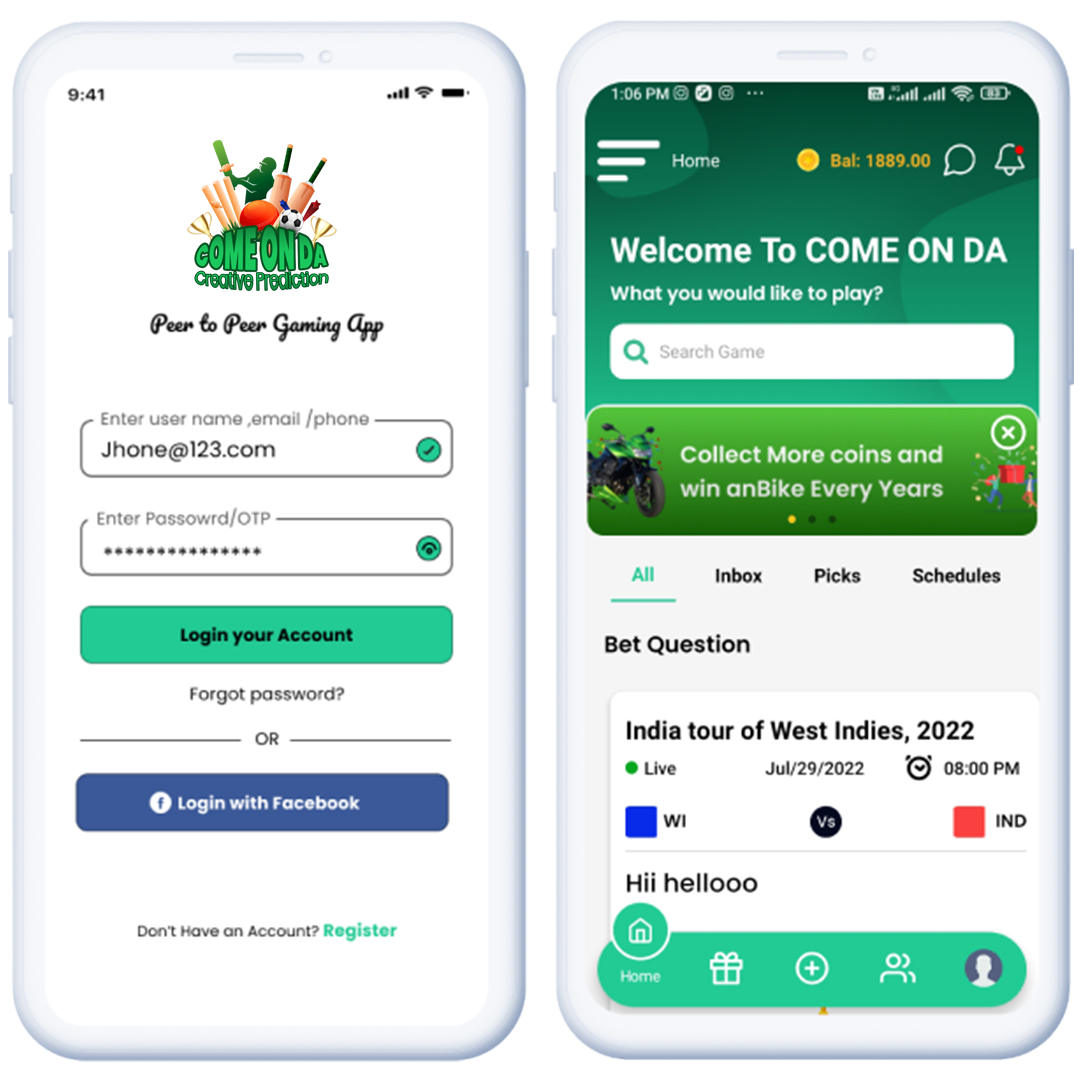 9:41
COME ON DA
Creative Prediction
Peer to Peer Gaming App
Enter user name ,email /phone
Jhone@123.com
Enter Passowrd/OTP
***************
Login your Account
Forgot password?
OR
f Login with Facebook
Don't Have an Account? Register
1:06 PM
83
Home
Bal: 1889.00
Welcome To COME ON DA
What you would like to play?
Search Game
Collect More coins and
win anBike Every Years
All Inbox Picks Schedules
Bet Question
India tour of West Indies, 2022
Live Jul/29/2022 08:00 PM
WI Vs IND
Hii hellooo
Home